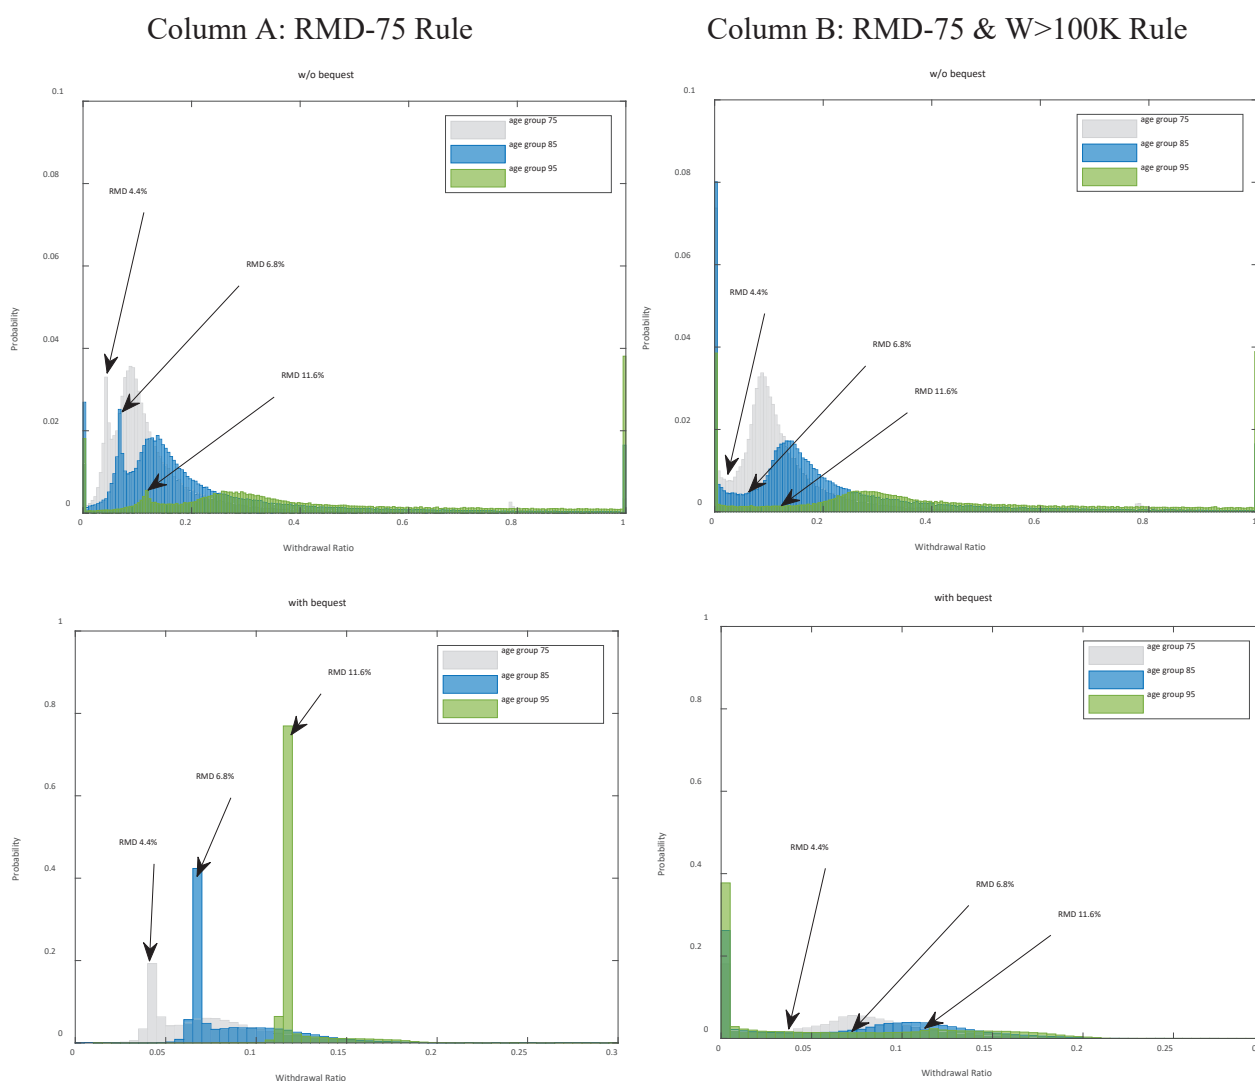 Column A: RMD-75 Rule
Column B: RMD-75 & W>100K Rule
w/o bequest
0.1
0.08
0.06
0.04
0.02
0
Probability
age group 75
age group 85
age group 95
RMD 4.4%
RMD 6.8%
RMD 11.6%
0
0.2
0.4
0.6
0.8
1
Withdrawal Ratio
w/o bequest
0.1
0.08
0.06
0.04
0.02
0
Probability
age group 75
age group 85
age group 95
RMD 4.4%
RMD 6.8%
RMD 11.6%
0
0.2
0.4
0.6
0.8
1
Withdrawal Ratio
with bequest
1
0.8
0.6
0.4
0.2
0
Probability
age group 75
age group 85
age group 95
RMD 11.6%
RMD 6.8%
RMD 4.4%
0
0.05
0.1
0.15
0.2
0.25
0.3
Withdrawal Ratio
with bequest
1
0.8
0.6
0.4
0.2
0
Probability
age group 75
age group 85
age group 95
RMD 4.4%
RMD 6.8%
RMD 11.6%
0
0.05
0.1
0.15
0.2
0.25
Withdrawal Ratio